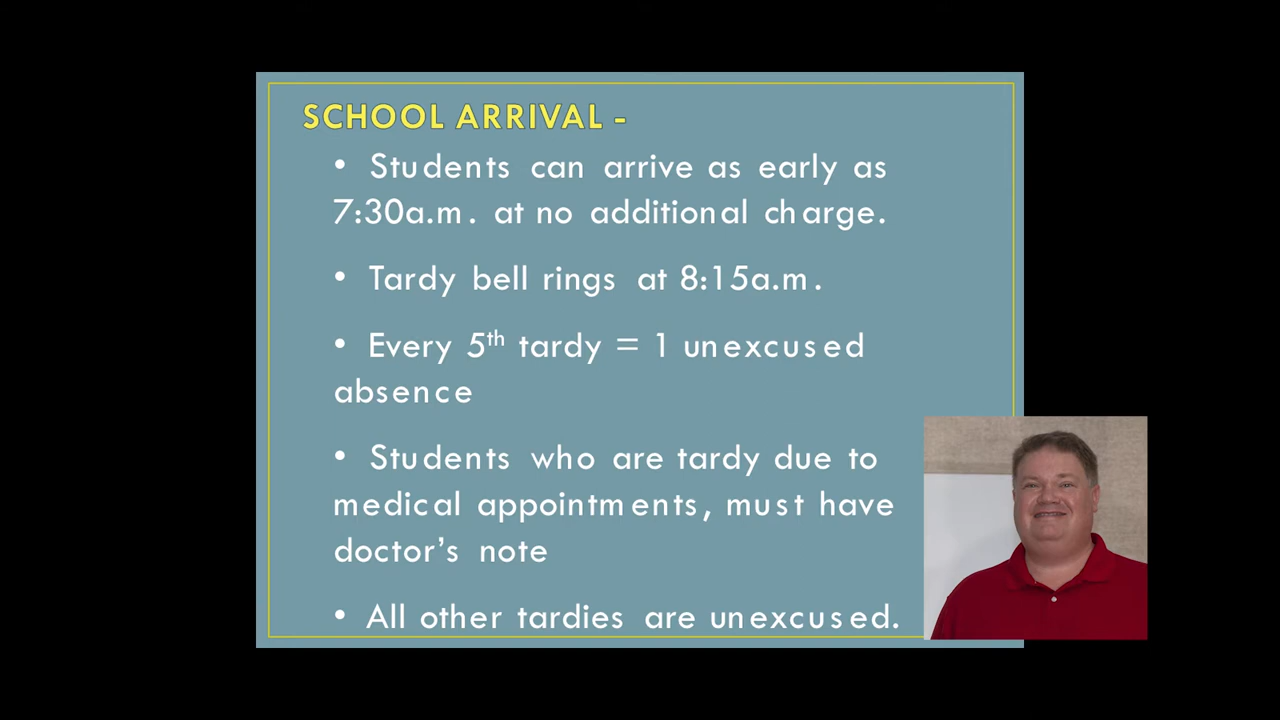 SCHOOL ARRIVAL -
• Students can arrive as early as
7:30a.m. at no additional charge.
• Tardy bell rings at 8:15a.m.
• Every 5th tardy = 1 unexcused
absence
• Students who are tardy due to
medical appointments, must have
doctor’s note
• All other tardies are unexcused.